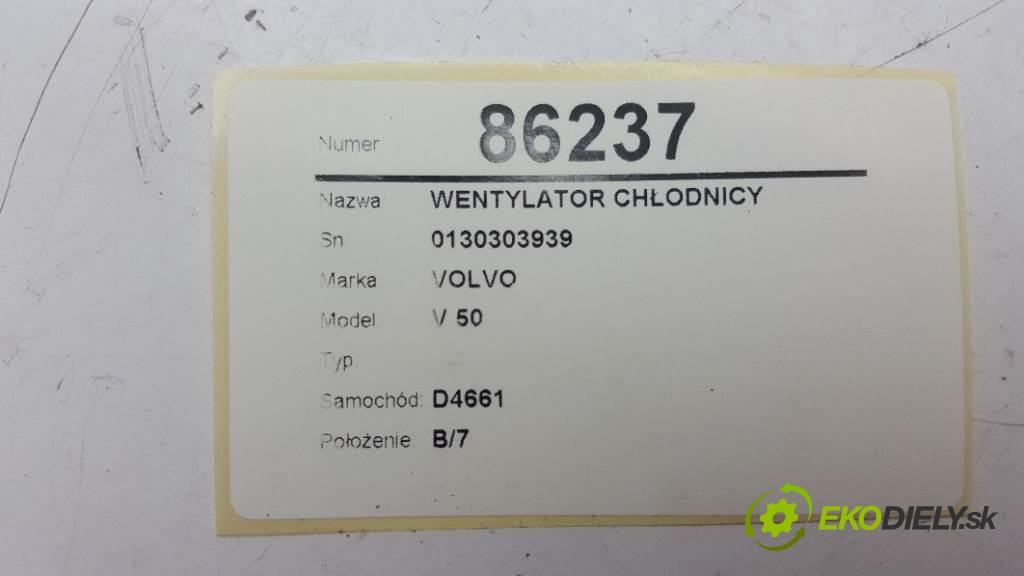 Numer 86237
Nazwa: WENTYLATOR CHŁODNICY
Sn 0130303939
Marka VOLVO
Model: V 50
Typ
Samochód: D4661
Położenie: B/7
EKODIELY.sk